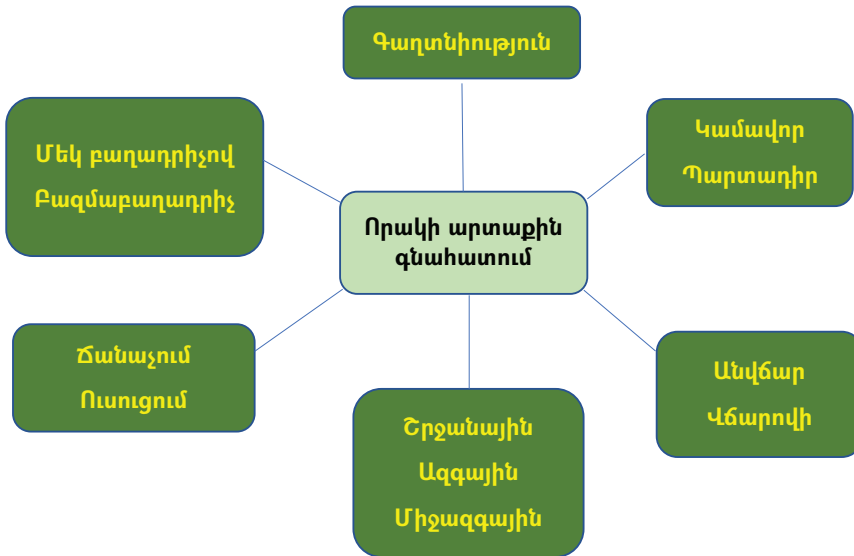 Գաղտնիություն
Մեկ բաղադրիչով
Բազմաբաղադրիչ
Կամավոր
Պարտադիր
Որակի արտաքին
գնահատում
Ճանաչում
Ուսուցում
Շրջանային
Ազգային
Միջազգային
Անվճար
Վճարովի